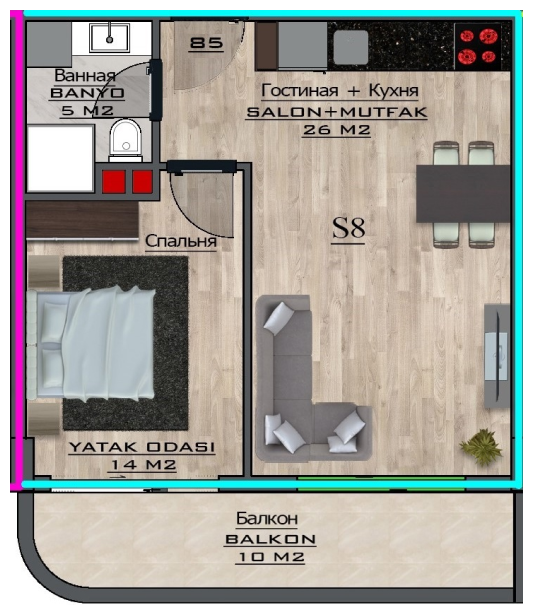 85
Ванная
BANYO
5 M2
Гостиная + Кухня
SALON+MUTFAK
26 M2
S8
Спальня
YATAK ODASI
14 M2
Балкон
BALKON
10 M2